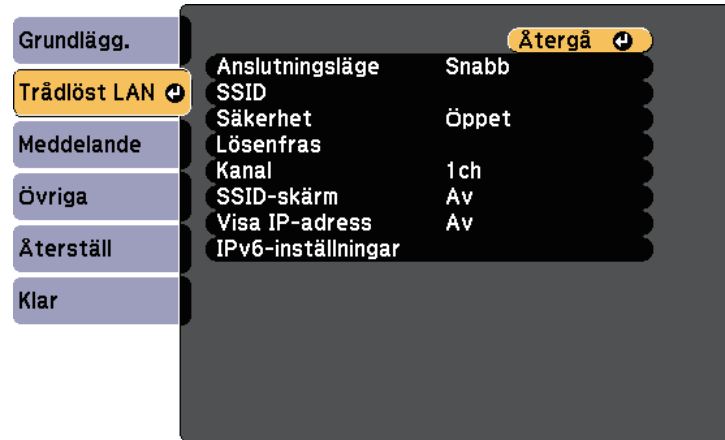 Grundlägg.
Trådlöst LAN
Meddelande
Övriga
Återställ
Klar
Återgå
Anslutningsläge Snabb
SSID
Säkerhet Öppet
Lösenfras
Kanal 1ch
SSID-skärm Av
Visa IP-adress Av
IPv6-inställningar